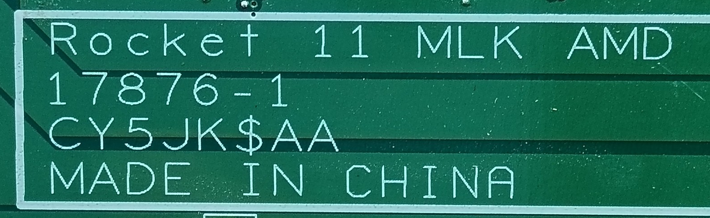 Rocket 11 MLK AMD
17876-1
CY5JK$AA
MADE IN CHINA